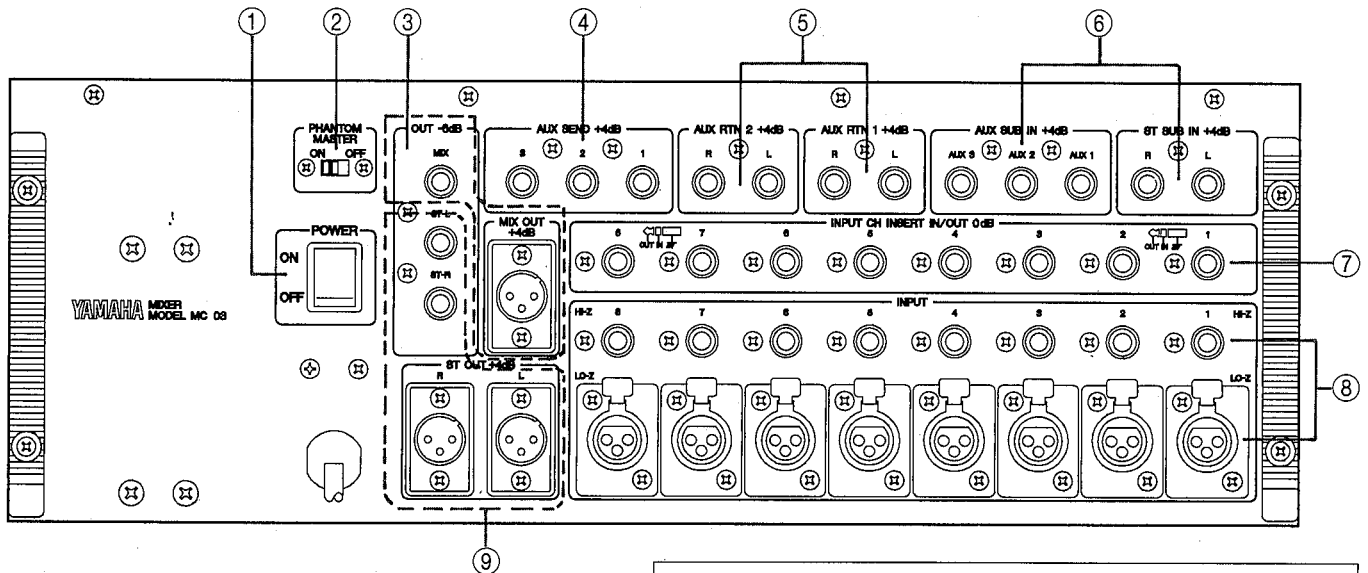 ① ② ③ ④ ⑤ ⑥
PHANTOM MASTER
ON OFF
OUT -6dB
MIX
ST-L
ST-R
AUX SEND +4dB
3 2 1
AUX RTN 2 +4dB
R L
AUX RTN 1 +4dB
R L
AUX SUB IN +4dB
AUX 3 AUX 2 AUX 1
ST SUB IN +4dB
R L
POWER
ON
OFF
①
YAMAHA MIXER
MODEL MC 03
MIX OUT
+4dB
INPUT CH INSERT IN/OUT 0dB
7 6 5 4 3 2 1
OUT IN
OUT IN
⑦
INPUT
HI-Z 8 7 6 5 4 3 2 1 HI-Z
LO-Z LO-Z
⑧
ST OUT +4dB
R L
⑨